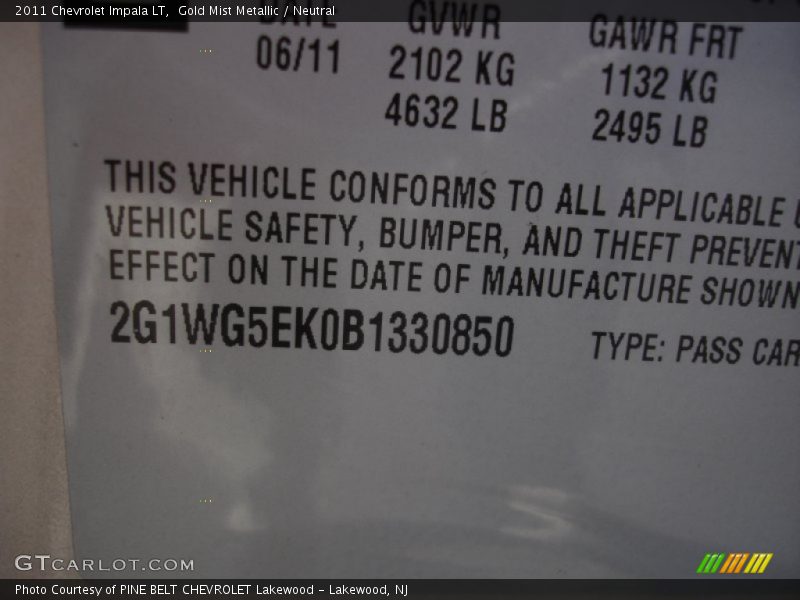 2011 Chevrolet Impala LT, Gold Mist Metallic / Neutral
DATE GVWR GAWR FRT
06/11 2102 KG 1132 KG
4632 LB 2495 LB
THIS VEHICLE CONFORMS TO ALL APPLICABLE
VEHICLE SAFETY, BUMPER, AND THEFT PREVENT
EFFECT ON THE DATE OF MANUFACTURE SHOWN
2G1WG5EK0B1330850 TYPE: PASS CAR
GTCARLOT.COM
Photo Courtesy of PINE BELT CHEVROLET Lakewood - Lakewood, NJ